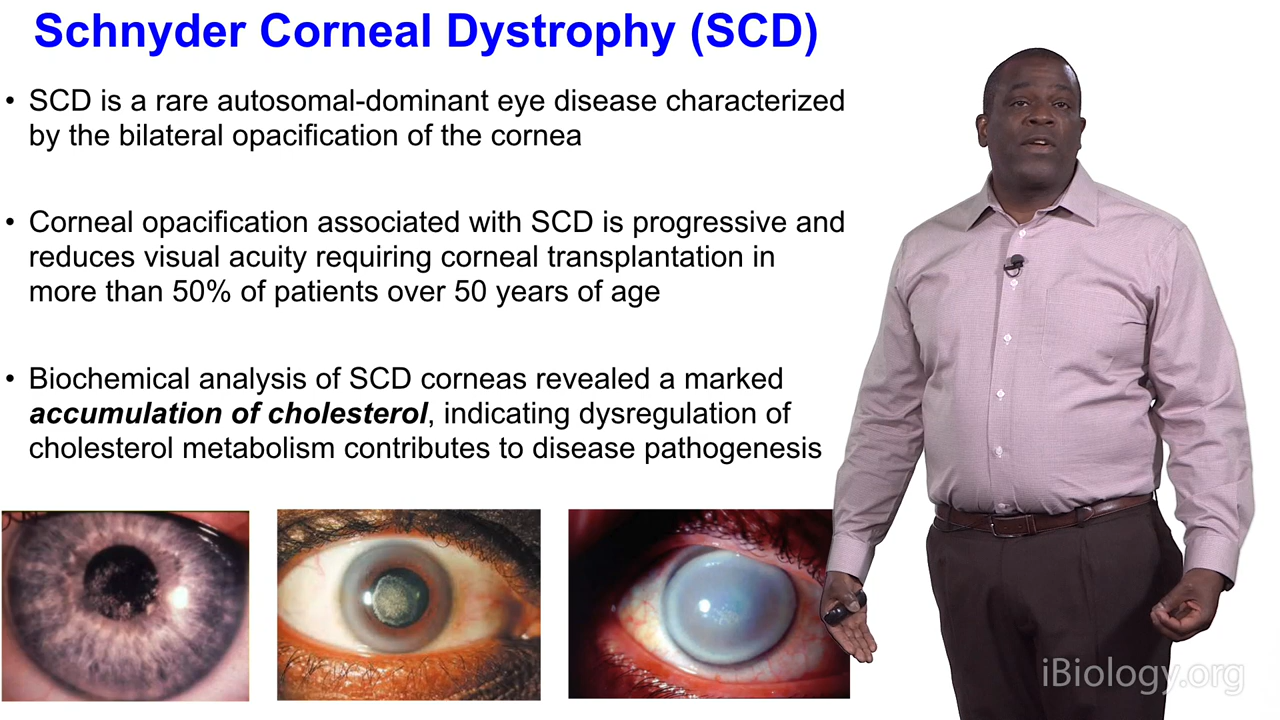 Schnyder Corneal Dystrophy (SCD)
• SCD is a rare autosomal-dominant eye disease characterized
by the bilateral opacification of the cornea
• Corneal opacification associated with SCD is progressive and
reduces visual acuity requiring corneal transplantation in
more than 50% of patients over 50 years of age
• Biochemical analysis of SCD corneas revealed a marked
accumulation of cholesterol, indicating dysregulation of
cholesterol metabolism contributes to disease pathogenesis
iBiology.org